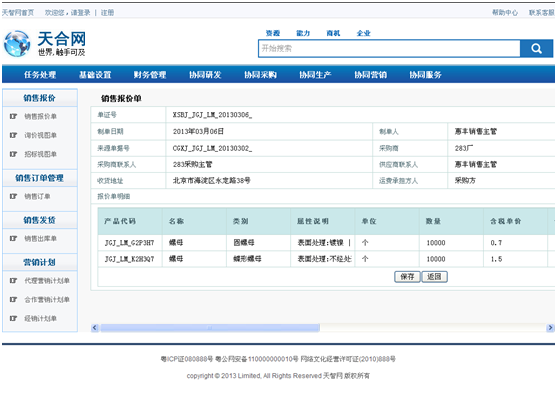 天智网首页 欢迎您，请登录 | 注册 帮助中心 联系客服
资源 能力 商机 企业
天合网
世界，触手可及
开始搜索
任务处理 基础设置 财务管理 协同研发 协同采购 协同生产 协同营销 协同服务
销售报价
销售报价单
询价视图单
招标视图单
销售订单管理
销售订单
销售发货
销售出库单
营销计划
代理营销计划单
合作营销计划单
经销计划单
销售报价单
单证号 XSBJ_JGJ_LM_20130306_
制单日期 2013年03月06日 制单人 惠丰销售主管
来源单据号 CGXJ_JGJ_LM_20130302_ 采购商 283厂
采购商联系人 283采购主管 供应商联系人 惠丰销售主管
收货地址 北京市海淀区永定路38号 运费承担方人 采购方
报价单明细
产品代码 名称 类别 属性说明 单位 数量 含税单价
JGJ_LM_G2P3H7 螺母 圆螺母 表面处理:镀镍 | 个 10000 0.7
JGJ_LM_K2H3Q7 螺母 蝶形螺母 表面处理:不经处 个 10000 1.5
保存 返回
粤ICP证080888号 粤公网安备110000000010号 网络文化经营许可证(2010)888号
copyright © 2013 Limited, All Rights Reserved 天智网 版权所有